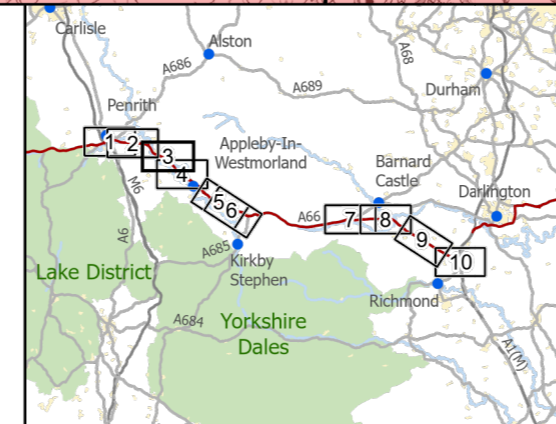 Carlisle
Alston
A68
A686
A689
Durham
Penrith
1
2
3
4
5
6
Appleby-In-
Westmorland
Barnard
Castle
Darlington
M6
A6
A66
7
8
9
10
A685
Kirkby
Stephen
Lake District
Richmond
A684
Yorkshire
Dales
A1(M)